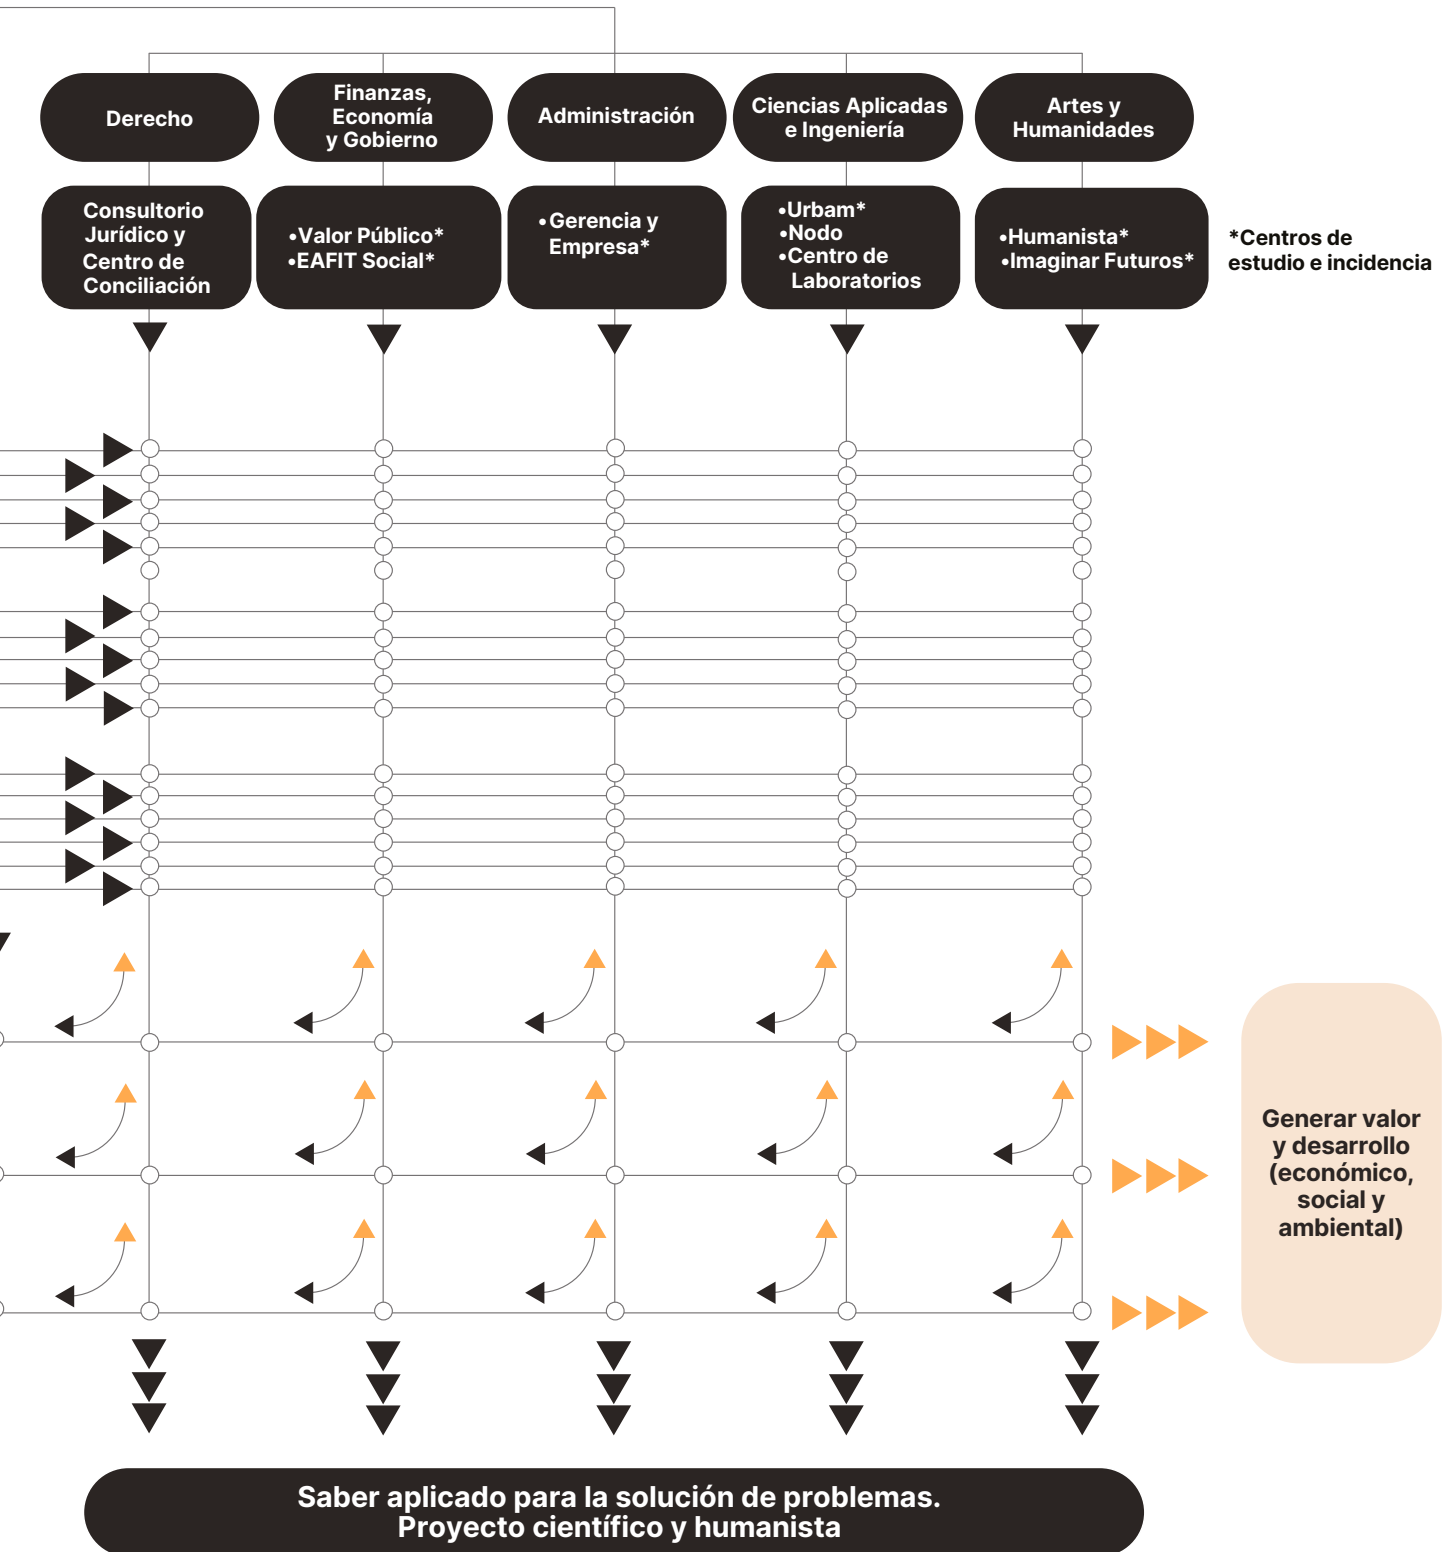 Derecho
Finanzas,
Economía
y Gobierno
Administración
Ciencias Aplicadas
e Ingeniería
Artes y
Humanidades
Consultorio
Jurídico y
Centro de
Conciliación
•Valor Público*
•EAFIT Social*
•Gerencia y
Empresa*
•Urbam*
•Nodo
•Centro de
Laboratorios
•Humanista*
•Imaginar Futuros*
*Centros de
estudio e incidencia
Generar valor
y desarrollo
(económico,
social y
ambiental)
Saber aplicado para la solución de problemas.
Proyecto científico y humanista